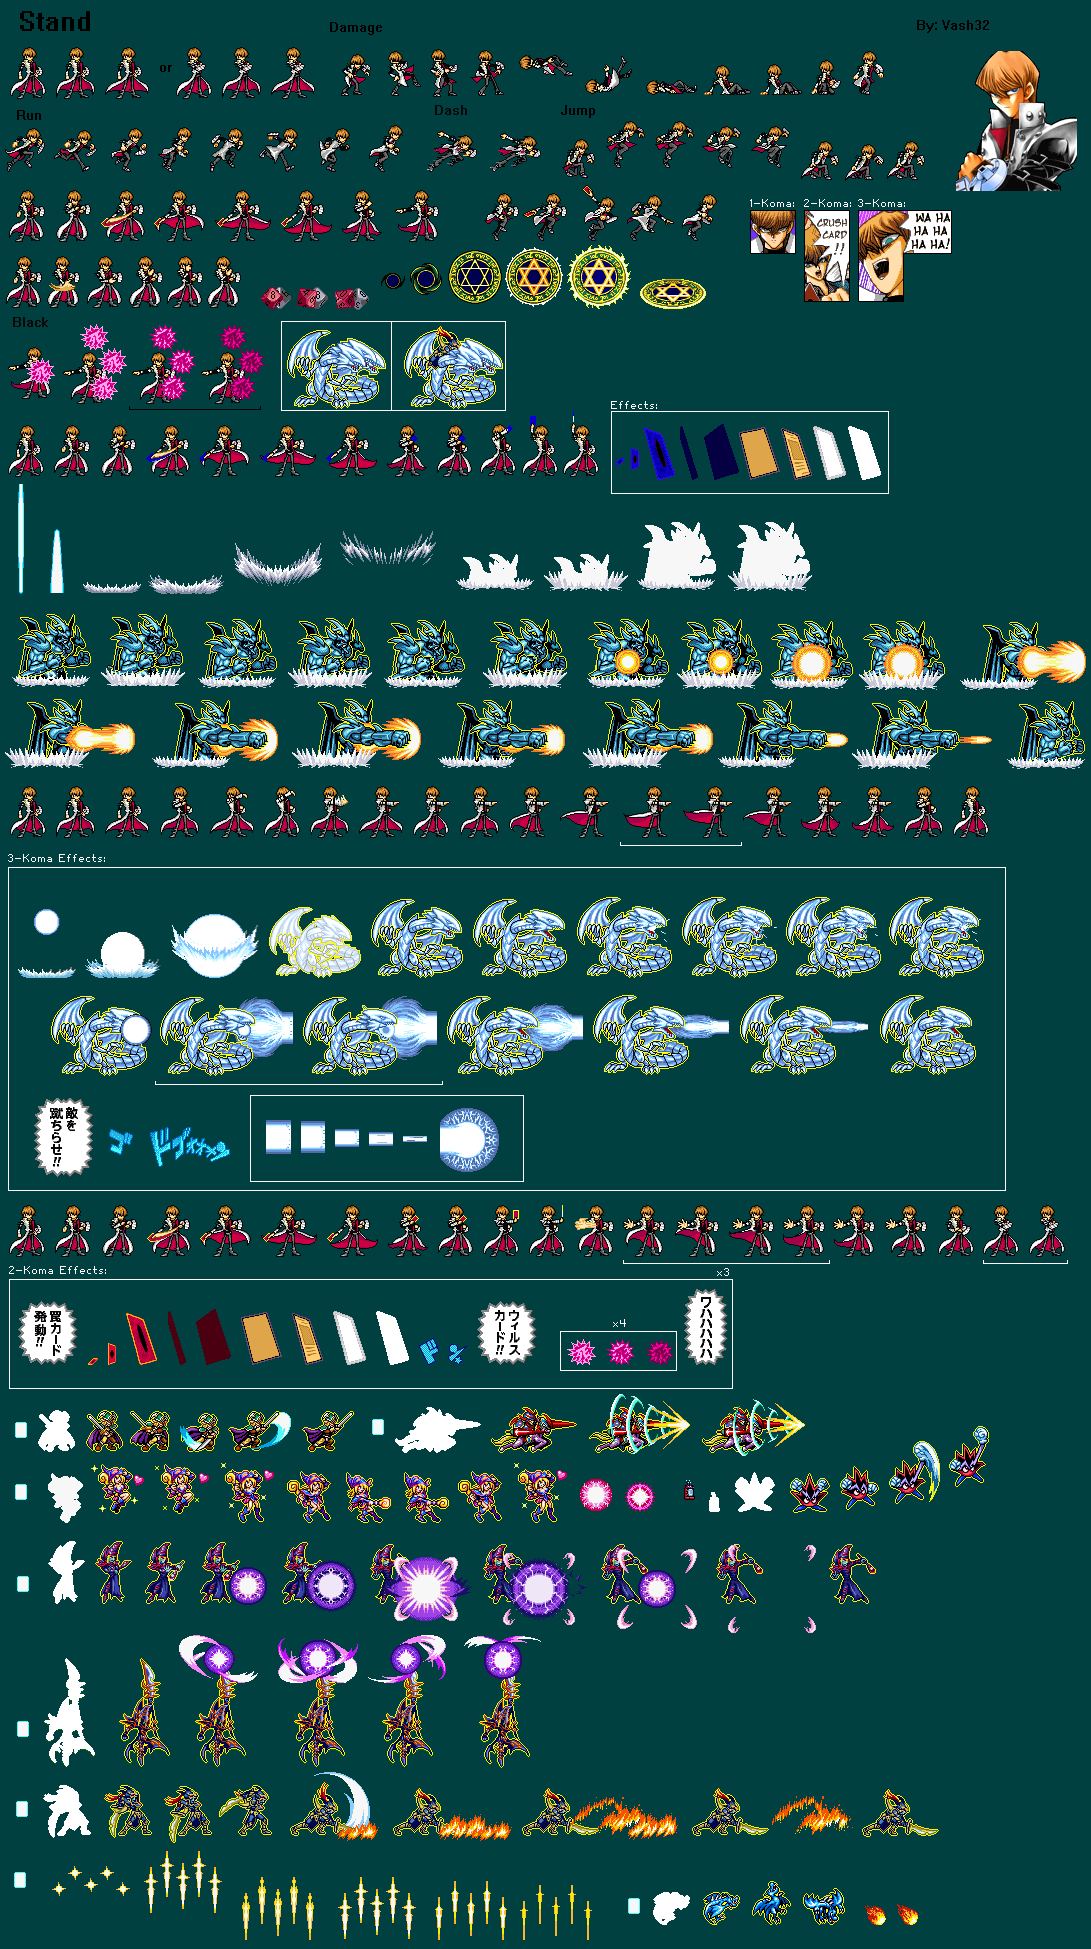 Stand
Damage
By: Vash32
or
Run
Dash
Jump
1-Koma:
2-Koma:
3-Koma:
CRUSH
CARD
!!
WA HA
HA HA
HA HA!
Black
Effects:
3-Koma Effects:
敵を
蹴ちらせ!!
ゴ
2-Koma Effects:
x3
罠カード
発動!!
ウィルス
カード!!
x4
ワハハハハハ